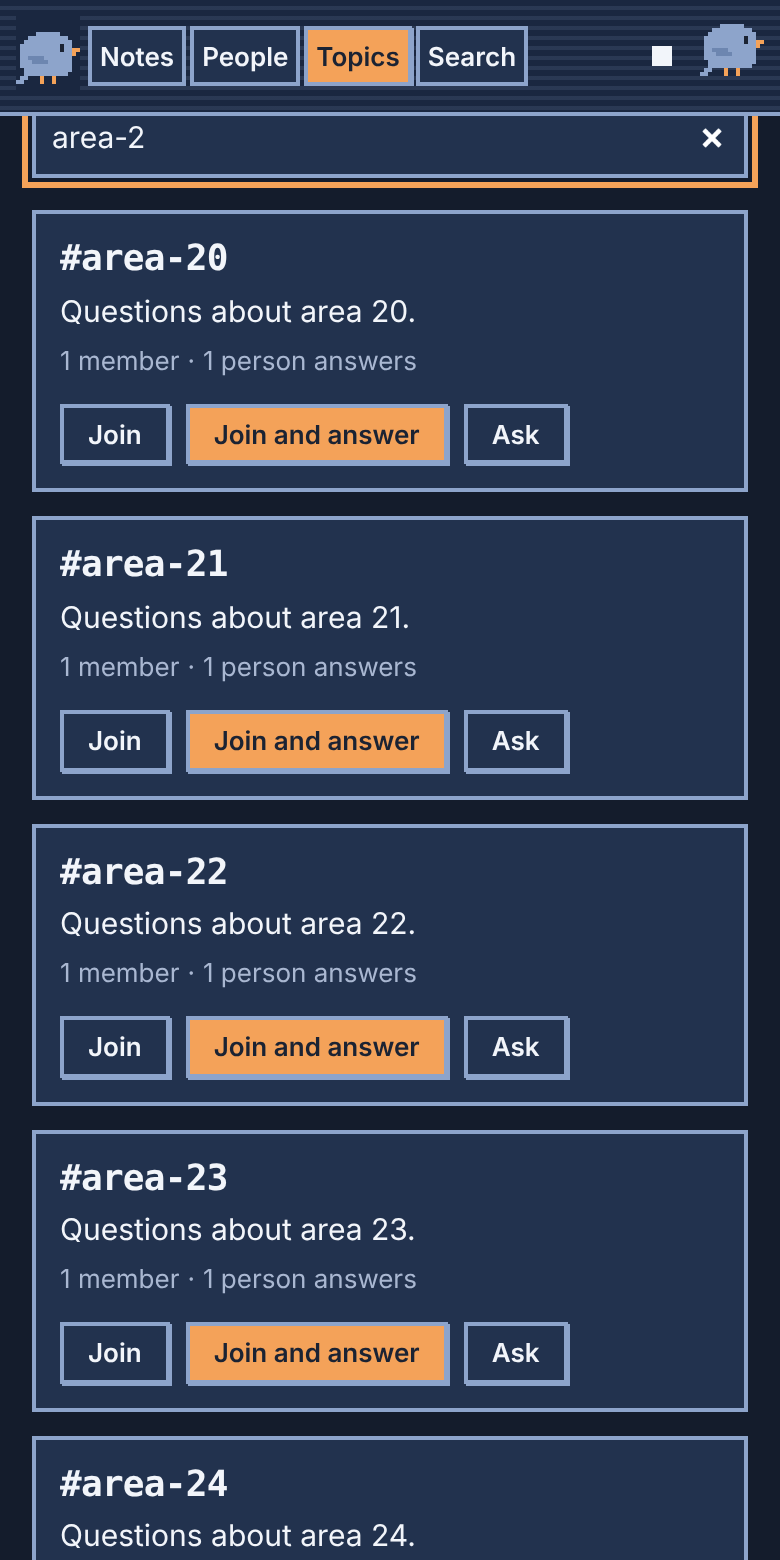 Notes People Topics Search
area-2
#area-20
Questions about area 20.
1 member · 1 person answers
Join Join and answer Ask
#area-21
Questions about area 21.
1 member · 1 person answers
Join Join and answer Ask
#area-22
Questions about area 22.
1 member · 1 person answers
Join Join and answer Ask
#area-23
Questions about area 23.
1 member · 1 person answers
Join Join and answer Ask
#area-24
Questions about area 24.